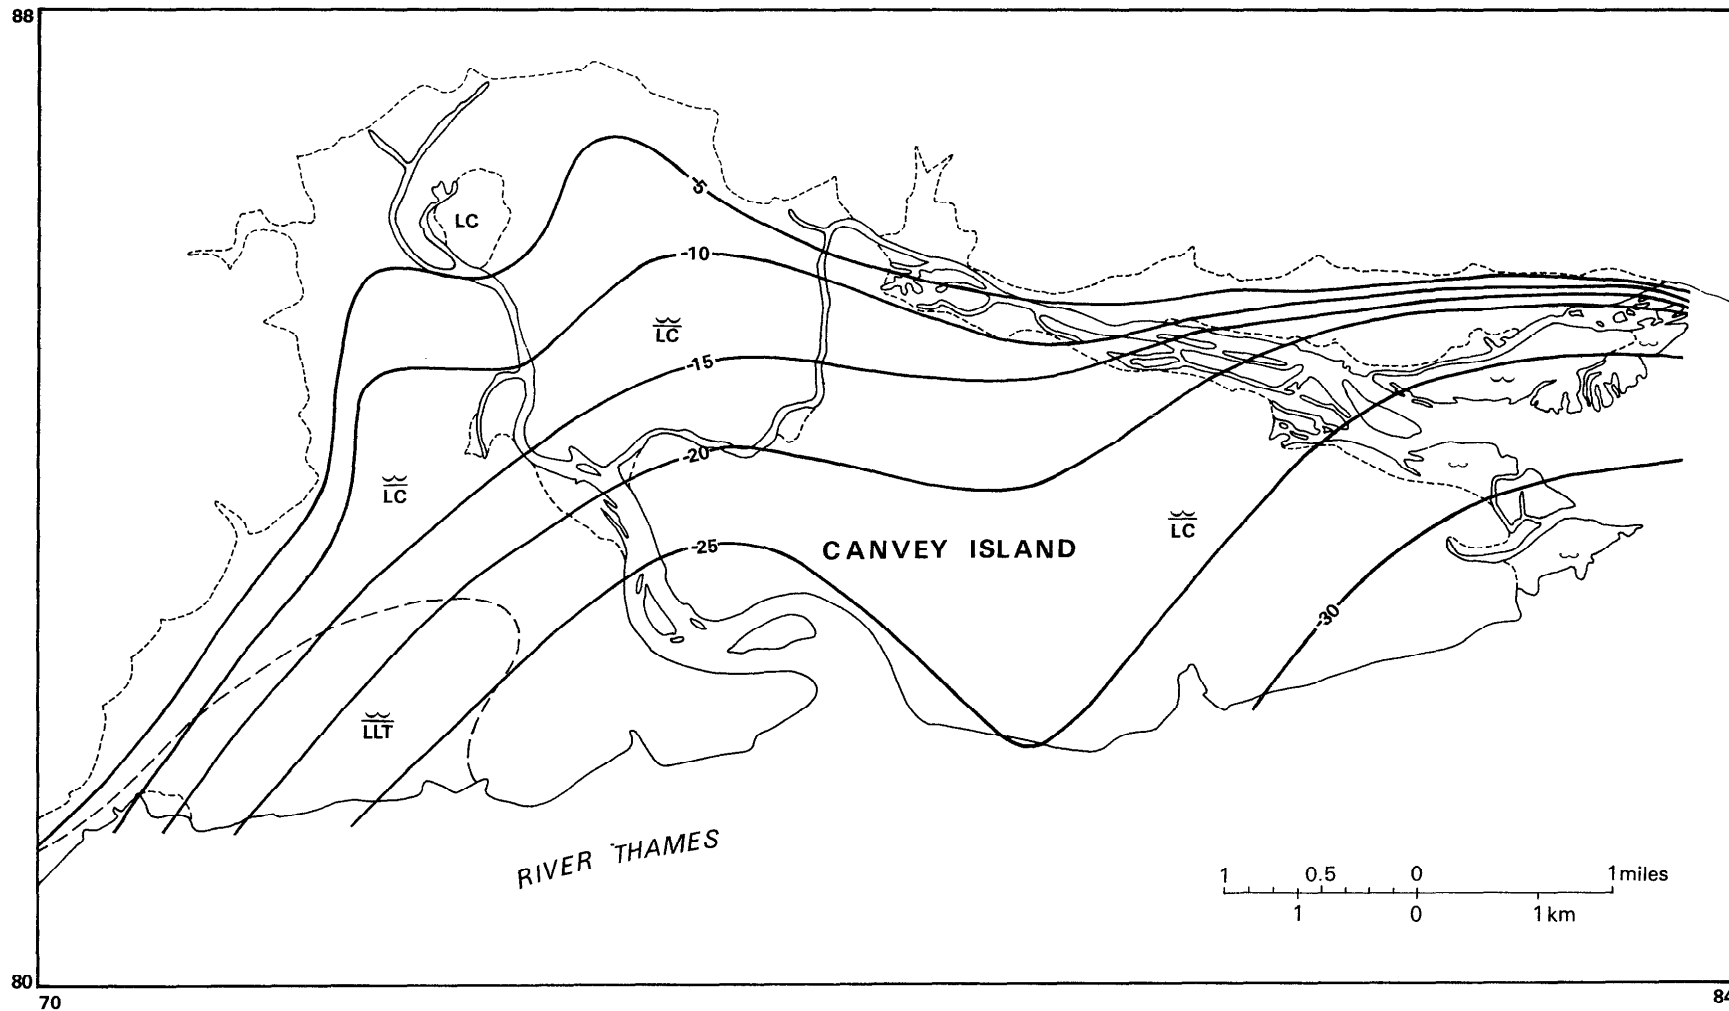 88
-5
LC
-10
LC
-15
-20
LC
-25
CANVEY ISLAND
LC
-30
LLT
RIVER THAMES
1 0.5 0 1 miles
1 0 1 km
80
70 84